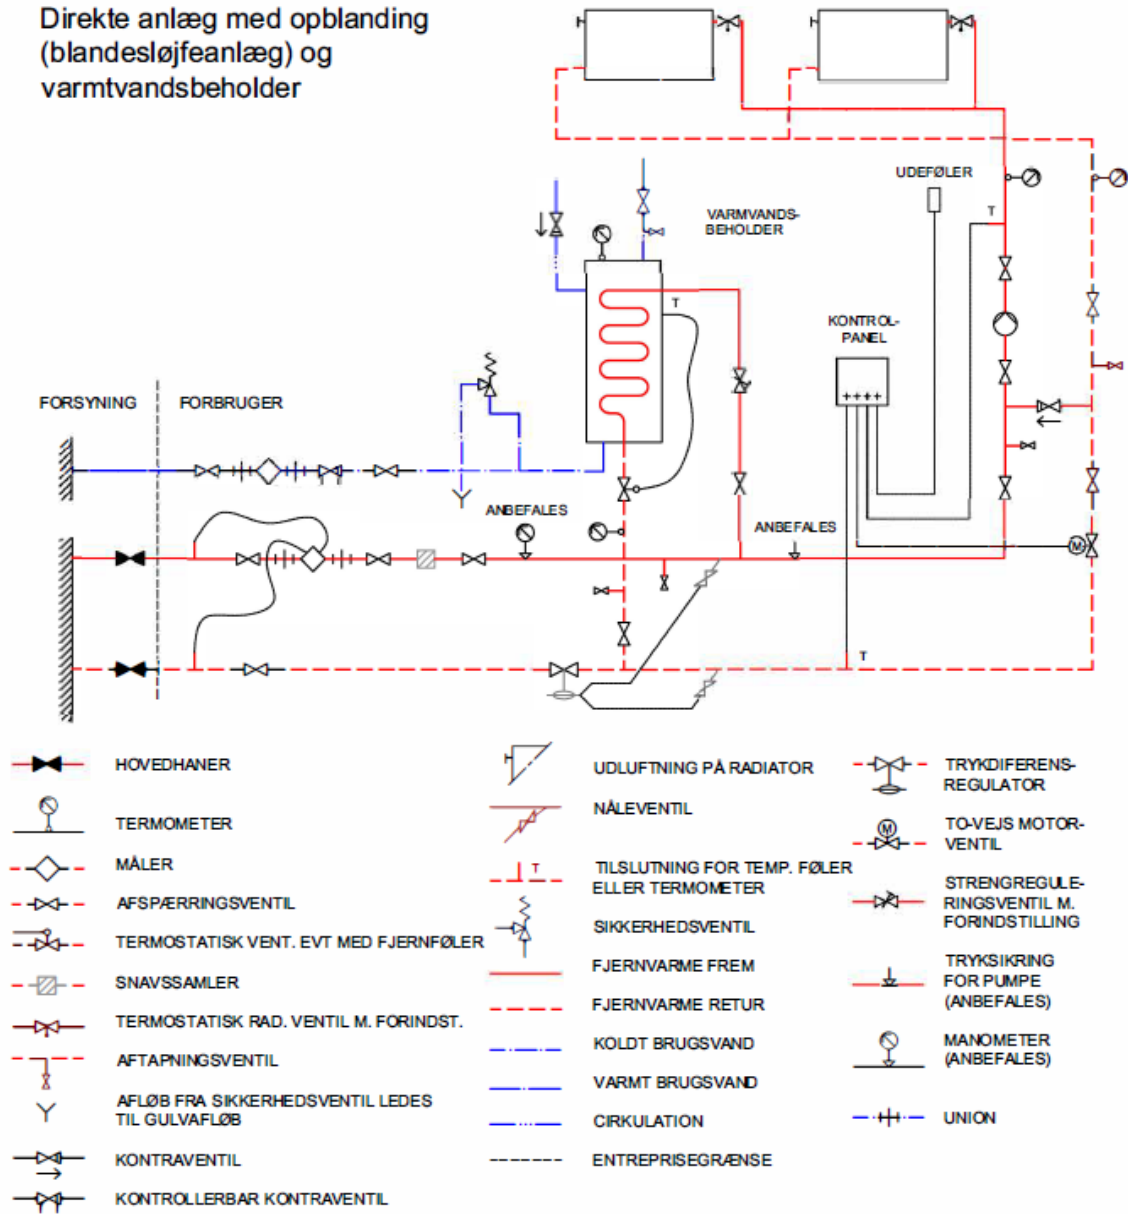 Direkte anlæg med opblanding
(blandesløjfeanlæg) og
varmtvandsbeholder
UDEFØLER
T
VARMVANDS-
BEHOLDER
T
KONTROL-
PANEL
FORSYNING
FORBRUGER
ANBEFALES
ANBEFALES
M
T
HOVEDHANER
TERMOMETER
MÅLER
AFSPÆRRINGSVENTIL
TERMOSTATISK VENT. EVT MED FJERNFØLER
SNAVSSAMLER
TERMOSTATISK RAD. VENTIL M. FORINDST.
AFTAPNINGSVENTIL
AFLØB FRA SIKKERHEDSVENTIL LEDES
TIL GULVAFLØB
KONTRAVENTIL
KONTROLLERBAR KONTRAVENTIL
UDLUFTNING PÅ RADIATOR
NÅLEVENTIL
T
TILSLUTNING FOR TEMP. FØLER
ELLER TERMOMETER
SIKKERHEDSVENTIL
FJERNVARME FREM
FJERNVARME RETUR
KOLDT BRUGSVAND
VARMT BRUGSVAND
CIRKULATION
ENTREPRISEGRÆNSE
TRYKDIFERENS-
REGULATOR
M
TO-VEJS MOTOR-
VENTIL
STRENGREGULE-
RINGSVENTIL M.
FORINDSTILLING
TRYKSIKRING
FOR PUMPE
(ANBEFALES)
MANOMETER
(ANBEFALES)
UNION